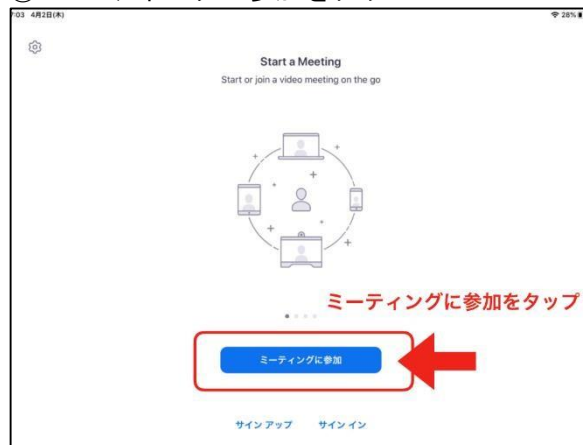 7:03 4月2日(木)
28%
Start a Meeting
Start or join a video meeting on the go
ミーティングに参加をタップ
ミーティングに参加
サイン アップ サイン イン